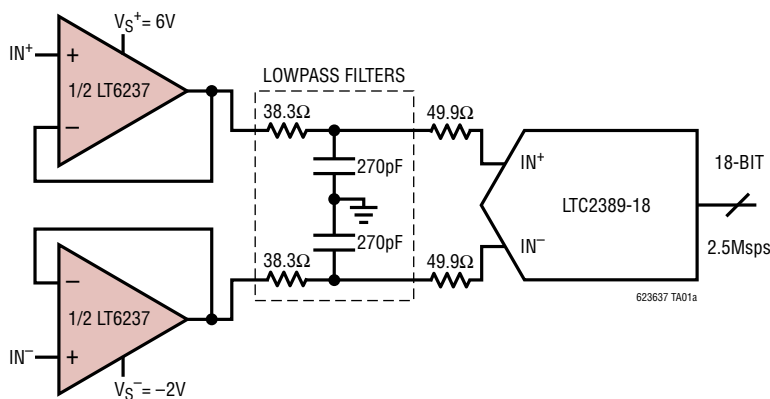 V_S⁺ = 6V
IN⁺
+
1/2 LT6237
–
LOWPASS FILTERS
38.3Ω
49.9Ω
270pF
IN⁺
18-BIT
LTC2389-18
2.5Msps
270pF
IN⁻
38.3Ω
49.9Ω
623637 TA01a
–
1/2 LT6237
IN⁻
+
V_S⁻ = –2V